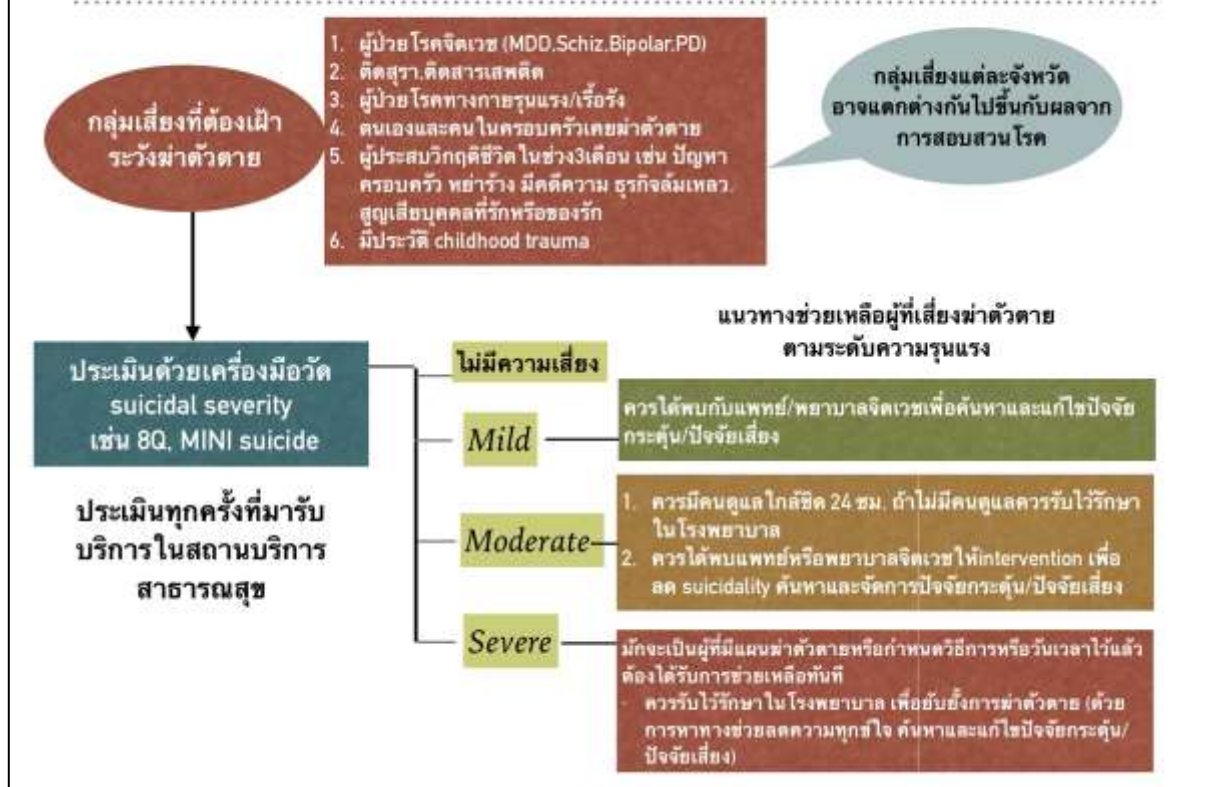 กลุ่มเสี่ยงที่ต้องเฝ้า
ระวังฆ่าตัวตาย
1. ผู้ป่วยโรคจิตเวช (MDD,Schiz,Bipolar,PD)
2. ติดสุรา,ติดสารเสพติด
3. ผู้ป่วยโรคทางกายรุนแรง/เรื้อรัง
4. ตนเองและคนในครอบครัวเคยฆ่าตัวตาย
5. ผู้ประสบวิกฤติชีวิตในช่วง3เดือน เช่น ปัญหา
ครอบครัว หย่าร้าง มีคดีความ ธุรกิจล้มเหลว,
สูญเสียบุคคลที่รักหรือของรัก
6. มีประวัติ childhood trauma
กลุ่มเสี่ยงแต่ละจังหวัด
อาจแตกต่างกันไปขึ้นกับผลจาก
การสอบสวนโรค
แนวทางช่วยเหลือผู้ที่เสี่ยงฆ่าตัวตาย
ตามระดับความรุนแรง
ประเมินด้วยเครื่องมือวัด
suicidal severity
เช่น 8Q, MINI suicide
ประเมินทุกครั้งที่มารับ
บริการในสถานบริการ
สาธารณสุข
ไม่มีความเสี่ยง
Mild
ควรได้พบกับแพทย์/พยาบาลจิตเวชเพื่อค้นหาและแก้ไขปัจจัย
กระตุ้น/ปัจจัยเสี่ยง
Moderate
1. ควรมีคนดูแลใกล้ชิด 24 ชม. ถ้าไม่มีคนดูแลควรรับไว้รักษา
ในโรงพยาบาล
2. ควรได้พบแพทย์หรือพยาบาลจิตเวชให้intervention เพื่อ
ลด suicidality ค้นหาและจัดการปัจจัยกระตุ้น/ปัจจัยเสี่ยง
Severe
มักจะเป็นผู้ที่มีแผนฆ่าตัวตายหรือกำหนดวิธีการหรือวันเวลาไว้แล้ว
ต้องได้รับการช่วยเหลือทันที
- ควรรับไว้รักษาในโรงพยาบาล เพื่อยับยั้งการฆ่าตัวตาย (ด้วย
การหาทางช่วยลดความทุกข์ใจ ค้นหาและแก้ไขปัจจัยกระตุ้น/
ปัจจัยเสี่ยง)